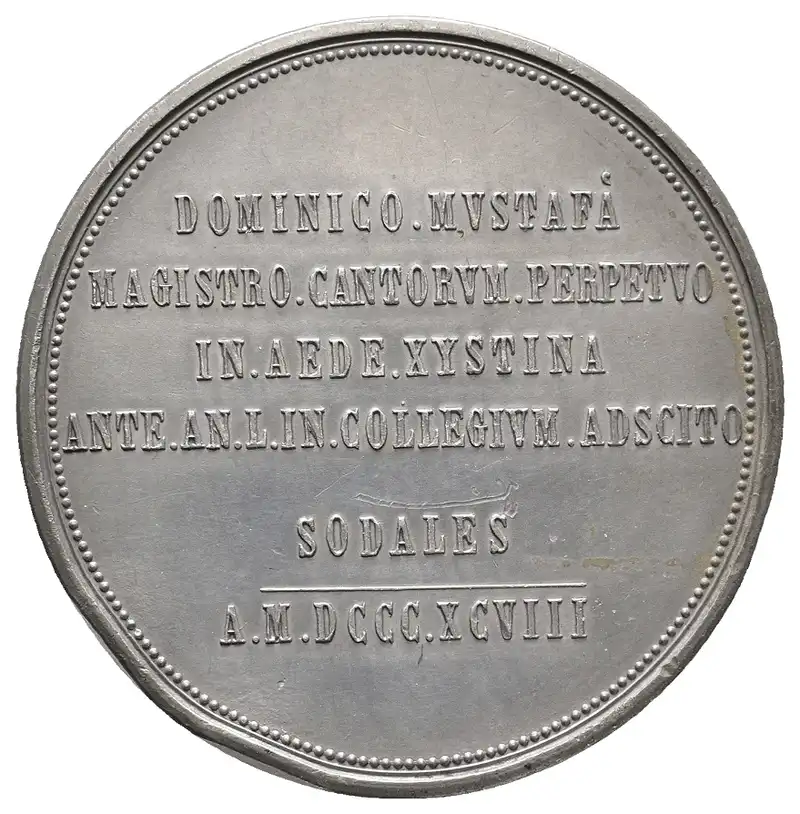 DOMINICO.MVSTAFÀ
MAGISTRO.CANTORVM.PERPETVO
IN.AEDE.XYSTINA
ANTE.AN.L.IN.COLLEGIVM.ADSCITO
SODALES
A.M.DCCC.XCVIII